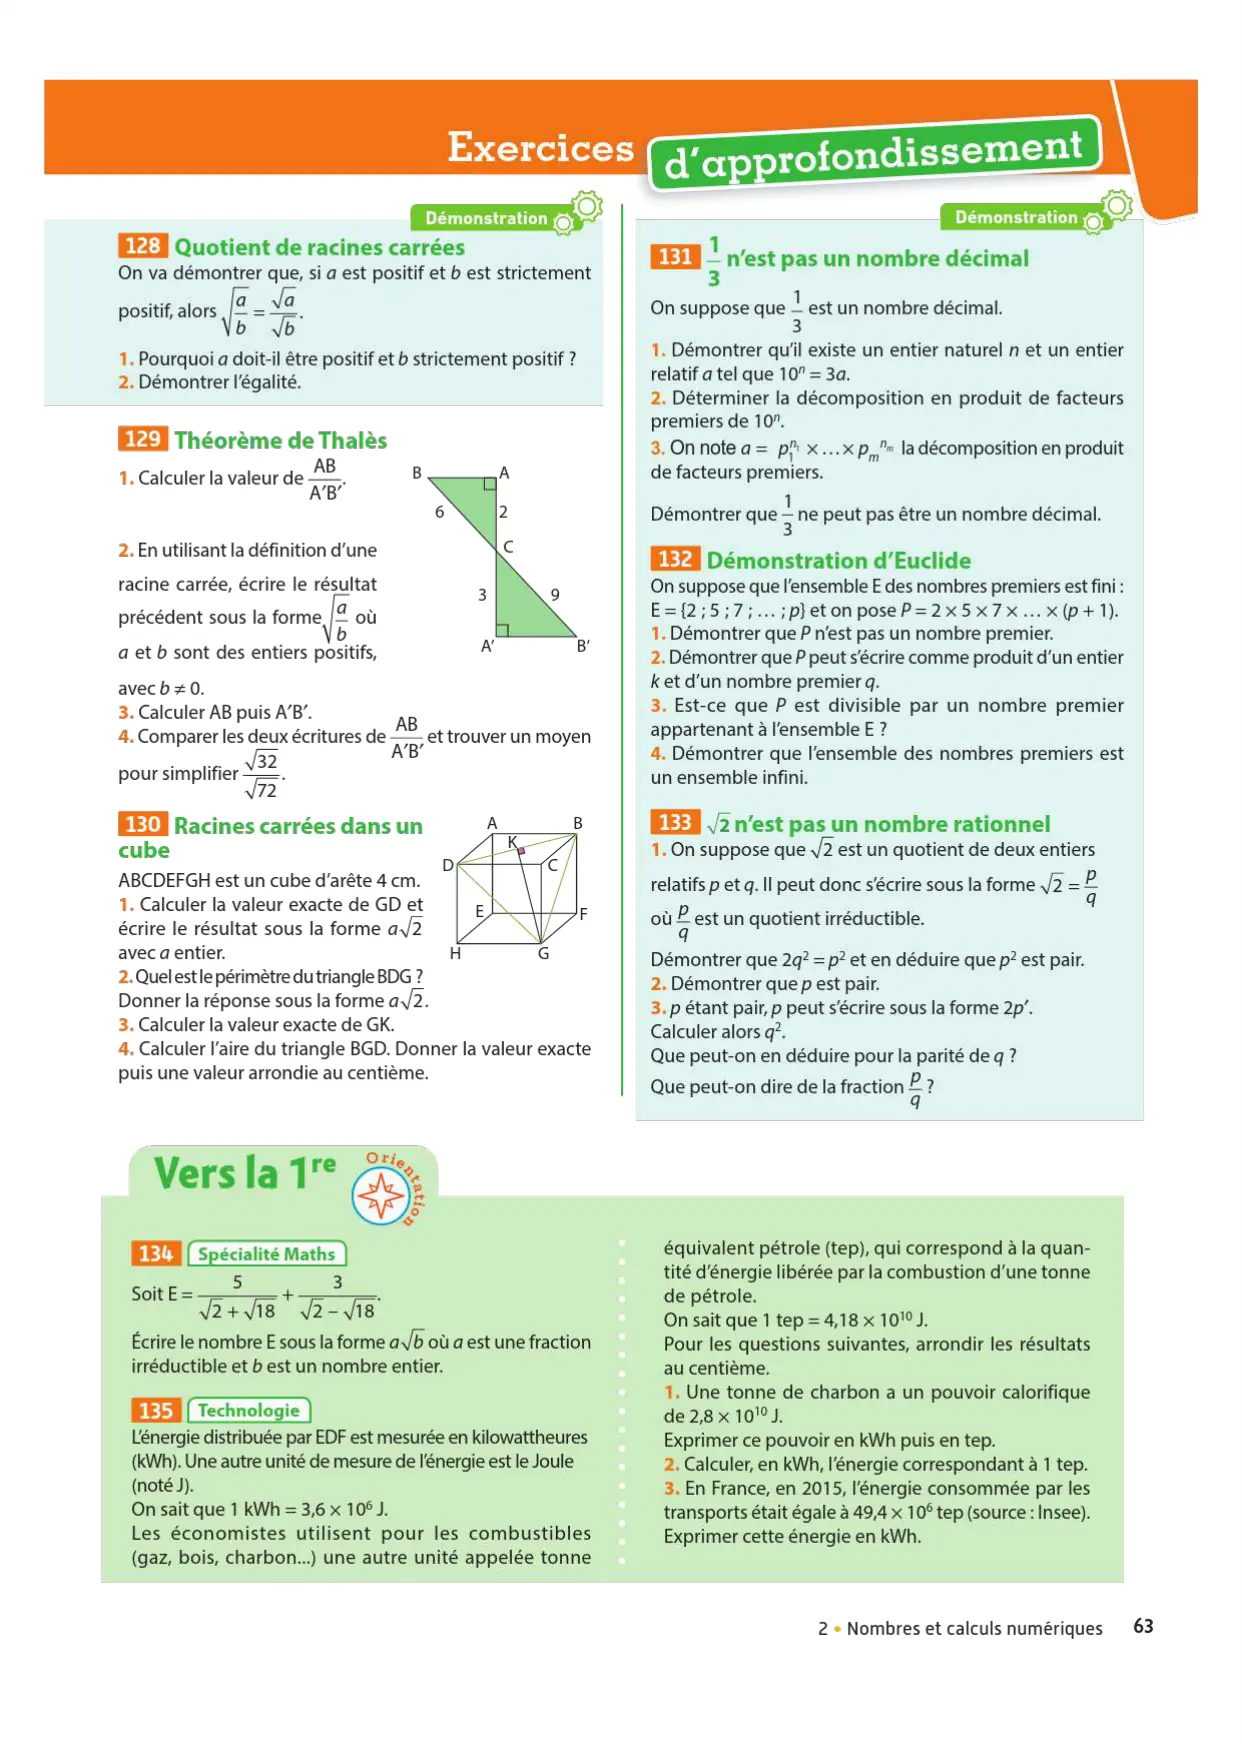 Exercices d'approfondissement
Démonstration
128 Quotient de racines carrées
On va démontrer que, si a est positif et b est strictement
positif, alors √(a/b) = √a/√b.
1. Pourquoi a doit-il être positif et b strictement positif ?
2. Démontrer l'égalité.
129 Théorème de Thalès
1. Calculer la valeur de AB/A′B′.
2. En utilisant la définition d'une
racine carrée, écrire le résultat
précédent sous la forme √(a/b) où
a et b sont des entiers positifs,
avec b ≠ 0.
3. Calculer AB puis A′B′.
4. Comparer les deux écritures de AB/A′B′ et trouver un moyen
pour simplifier √32/√72.
B A
6 2
C
3 9
A′ B′
130 Racines carrées dans un
cube
ABCDEFGH est un cube d'arête 4 cm.
1. Calculer la valeur exacte de GD et
écrire le résultat sous la forme a√2
avec a entier.
2. Quel est le périmètre du triangle BDG ?
Donner la réponse sous la forme a√2.
3. Calculer la valeur exacte de GK.
4. Calculer l'aire du triangle BGD. Donner la valeur exacte
puis une valeur arrondie au centième.
A B
K
D C
E F
H G
Démonstration
131 1/3 n'est pas un nombre décimal
On suppose que 1/3 est un nombre décimal.
1. Démontrer qu'il existe un entier naturel n et un entier
relatif a tel que 10ⁿ = 3a.
2. Déterminer la décomposition en produit de facteurs
premiers de 10ⁿ.
3. On note a = p₁^n₁ × … × pₘ^nₘ la décomposition en produit
de facteurs premiers.
Démontrer que 1/3 ne peut pas être un nombre décimal.
132 Démonstration d'Euclide
On suppose que l'ensemble E des nombres premiers est fini :
E = {2 ; 5 ; 7 ; … ; p} et on pose P = 2 × 5 × 7 × … × (p + 1).
1. Démontrer que P n'est pas un nombre premier.
2. Démontrer que P peut s'écrire comme produit d'un entier
k et d'un nombre premier q.
3. Est-ce que P est divisible par un nombre premier
appartenant à l'ensemble E ?
4. Démontrer que l'ensemble des nombres premiers est
un ensemble infini.
133 √2 n'est pas un nombre rationnel
1. On suppose que √2 est un quotient de deux entiers
relatifs p et q. Il peut donc s'écrire sous la forme √2 = p/q
où p/q est un quotient irréductible.
Démontrer que 2q² = p² et en déduire que p² est pair.
2. Démontrer que p est pair.
3. p étant pair, p peut s'écrire sous la forme 2p′.
Calculer alors q².
Que peut-on en déduire pour la parité de q ?
Que peut-on dire de la fraction p/q ?
Vers la 1re
Orientation
134 Spécialité Maths
Soit E = 5/(√2 + √18) + 3/(√2 − √18).
Écrire le nombre E sous la forme a√b où a est une fraction
irréductible et b est un nombre entier.
135 Technologie
L'énergie distribuée par EDF est mesurée en kilowattheures
(kWh). Une autre unité de mesure de l'énergie est le Joule
(noté J).
On sait que 1 kWh = 3,6 × 10⁶ J.
Les économistes utilisent pour les combustibles
(gaz, bois, charbon...) une autre unité appelée tonne
équivalent pétrole (tep), qui correspond à la quan-
tité d'énergie libérée par la combustion d'une tonne
de pétrole.
On sait que 1 tep = 4,18 × 10¹⁰ J.
Pour les questions suivantes, arrondir les résultats
au centième.
1. Une tonne de charbon a un pouvoir calorifique
de 2,8 × 10¹⁰ J.
Exprimer ce pouvoir en kWh puis en tep.
2. Calculer, en kWh, l'énergie correspondant à 1 tep.
3. En France, en 2015, l'énergie consommée par les
transports était égale à 49,4 × 10⁶ tep (source : Insee).
Exprimer cette énergie en kWh.
2 • Nombres et calculs numériques 63